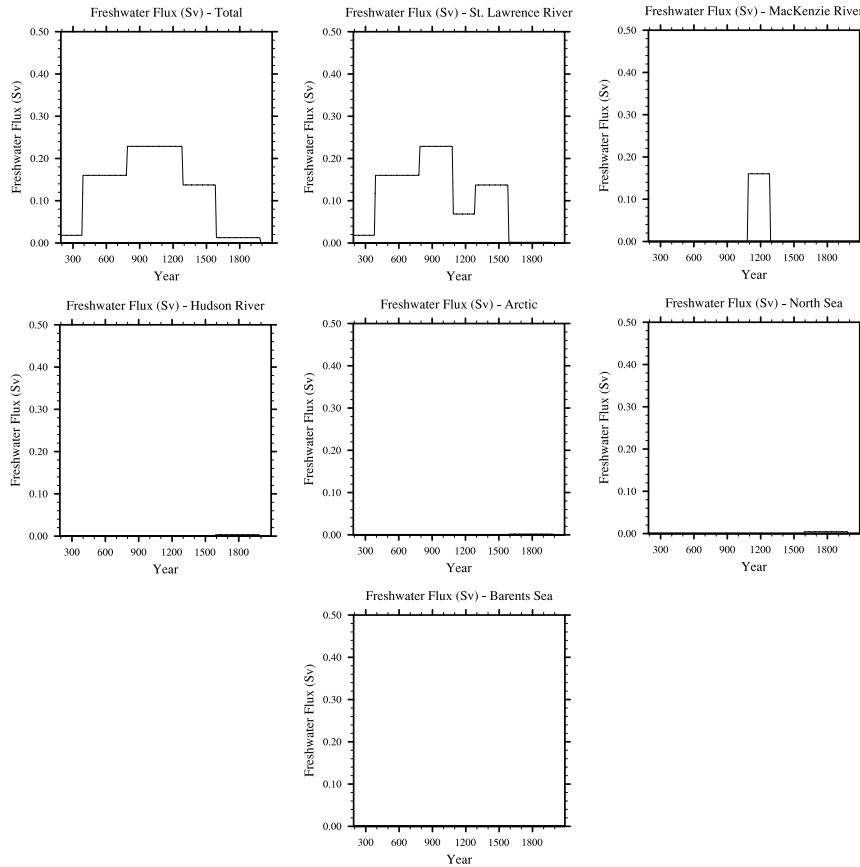 Freshwater Flux (Sv) - Total
Freshwater Flux (Sv)
0.50
0.40
0.30
0.20
0.10
0.00
300 600 900 1200 1500 1800
Year
Freshwater Flux (Sv) - St. Lawrence River
Freshwater Flux (Sv)
0.50
0.40
0.30
0.20
0.10
0.00
300 600 900 1200 1500 1800
Year
Freshwater Flux (Sv) - MacKenzie River
Freshwater Flux (Sv)
0.50
0.40
0.30
0.20
0.10
0.00
300 600 900 1200 1500 1800
Year
Freshwater Flux (Sv) - Hudson River
Freshwater Flux (Sv)
0.50
0.40
0.30
0.20
0.10
0.00
300 600 900 1200 1500 1800
Year
Freshwater Flux (Sv) - Arctic
Freshwater Flux (Sv)
0.50
0.40
0.30
0.20
0.10
0.00
300 600 900 1200 1500 1800
Year
Freshwater Flux (Sv) - North Sea
Freshwater Flux (Sv)
0.50
0.40
0.30
0.20
0.10
0.00
300 600 900 1200 1500 1800
Year
Freshwater Flux (Sv) - Barents Sea
Freshwater Flux (Sv)
0.50
0.40
0.30
0.20
0.10
0.00
300 600 900 1200 1500 1800
Year